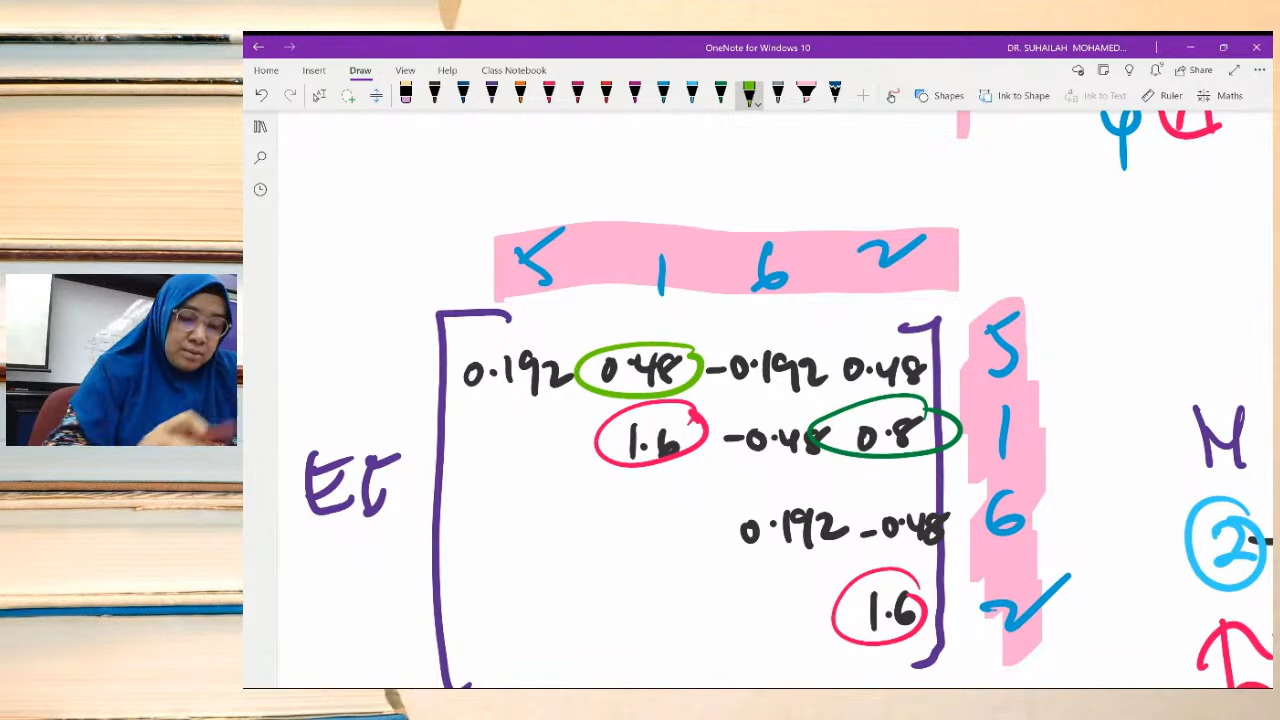 OneNote for Windows 10
DR. SUHAILAH MOHAMED...
Home Insert Draw View Help Class Notebook
Share
Shapes Ink to Shape Ink to Text Ruler Maths
5 1 6 2
0.192 0.48 -0.192 0.48 5
1.6 -0.48 0.8 1
EI
M
0.192 -0.48 6
2
1.6 2